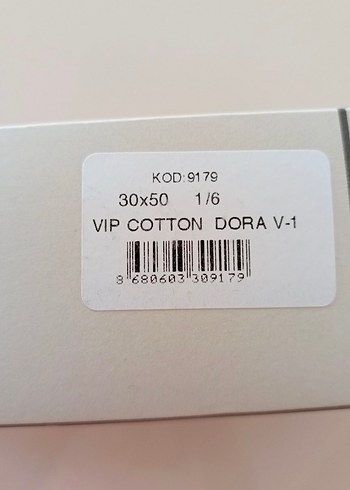 KOD:9179
30x50 1/6
VIP COTTON DORA V-1
8 680603 309179